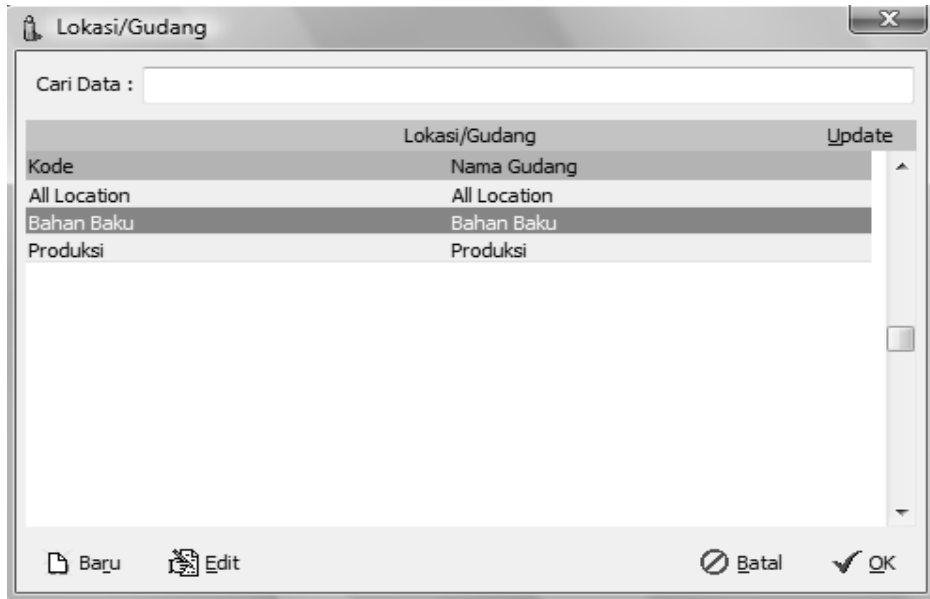 Lokasi/Gudang
Cari Data :
Lokasi/Gudang Update
Kode Nama Gudang
All Location All Location
Bahan Baku Bahan Baku
Produksi Produksi
Baru Edit Batal OK